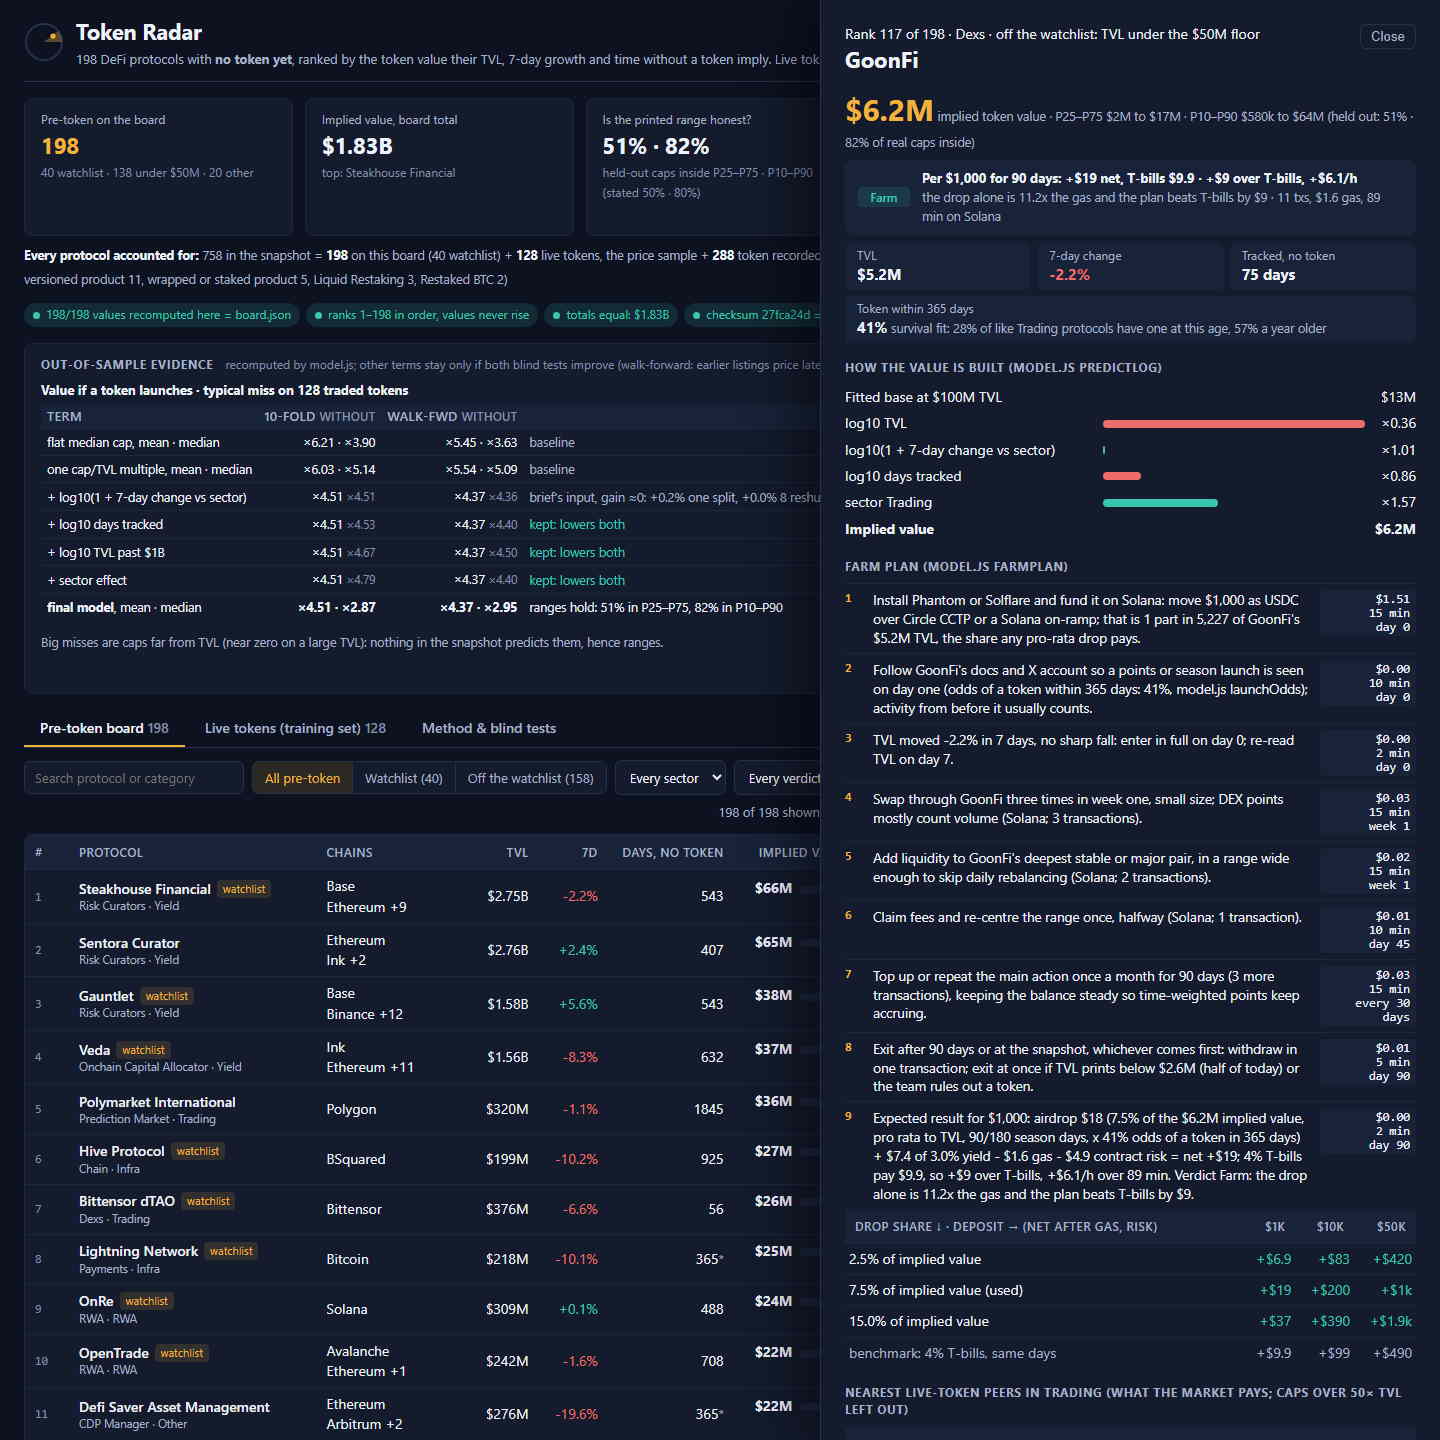 Token Radar
198 DeFi protocols with no token yet, ranked by the token value their TVL, 7-day growth and time without a token imply. Live tok
Pre-token on the board
198
40 watchlist · 138 under $50M · 20 other
Implied value, board total
$1.83B
top: Steakhouse Financial
Is the printed range honest?
51% · 82%
held-out caps inside P25–P75 · P10–P90
(stated 50% · 80%)
Every protocol accounted for: 758 in the snapshot = 198 on this board (40 watchlist) + 128 live tokens, the price sample + 288 token recorded
versioned product 11, wrapped or staked product 5, Liquid Restaking 3, Restaked BTC 2)
198/198 values recomputed here = board.json
ranks 1–198 in order, values never rise
totals equal: $1.83B
checksum 27fca24d =
OUT-OF-SAMPLE EVIDENCE recomputed by model.js; other terms stay only if both blind tests improve (walk-forward: earlier listings price late
Value if a token launches · typical miss on 128 traded tokens
TERM 10-FOLD WITHOUT WALK-FWD WITHOUT
flat median cap, mean · median ×6.21 · ×3.90 ×5.45 · ×3.63 baseline
one cap/TVL multiple, mean · median ×6.03 · ×5.14 ×5.54 · ×5.09 baseline
+ log10(1 + 7-day change vs sector) ×4.51 ×4.51 ×4.37 ×4.36 brief's input, gain ≈0: +0.2% one split, +0.0% 8 reshu
+ log10 days tracked ×4.51 ×4.53 ×4.37 ×4.40 kept: lowers both
+ log10 TVL past $1B ×4.51 ×4.67 ×4.37 ×4.50 kept: lowers both
+ sector effect ×4.51 ×4.79 ×4.37 ×4.40 kept: lowers both
final model, mean · median ×4.51 · ×2.87 ×4.37 · ×2.95 ranges hold: 51% in P25–P75, 82% in P10–P90
Big misses are caps far from TVL (near zero on a large TVL): nothing in the snapshot predicts them, hence ranges.
Pre-token board 198 Live tokens (training set) 128 Method & blind tests
Search protocol or category All pre-token Watchlist (40) Off the watchlist (158) Every sector Every verdict
198 of 198 shown
# PROTOCOL CHAINS TVL 7D DAYS, NO TOKEN IMPLIED V
1 Steakhouse Financial watchlist Base $2.75B -2.2% 543 $66M
Risk Curators · Yield Ethereum +9
2 Sentora Curator Ethereum $2.76B +2.4% 407 $65M
Risk Curators · Yield Ink +2
3 Gauntlet watchlist Base $1.58B +5.6% 543 $38M
Risk Curators · Yield Binance +12
4 Veda watchlist Ink $1.56B -8.3% 632 $37M
Onchain Capital Allocator · Yield Ethereum +11
5 Polymarket International Polygon $320M -1.1% 1845 $36M
Prediction Market · Trading
6 Hive Protocol watchlist BSquared $199M -10.2% 925 $27M
Chain · Infra
7 Bittensor dTAO watchlist Bittensor $376M -6.6% 56 $26M
Dexs · Trading
8 Lightning Network watchlist Bitcoin $218M -10.1% 365* $25M
Payments · Infra
9 OnRe watchlist Solana $309M +0.1% 488 $24M
RWA · RWA
10 OpenTrade watchlist Avalanche $242M -1.6% 708 $22M
RWA · RWA Ethereum +1
11 Defi Saver Asset Management Ethereum $276M -19.6% 365* $22M
CDP Manager · Other Arbitrum +2
Rank 117 of 198 · Dexs · off the watchlist: TVL under the $50M floor
Close
GoonFi
$6.2M implied token value · P25–P75 $2M to $17M · P10–P90 $580k to $64M (held out: 51% ·
82% of real caps inside)
Farm
Per $1,000 for 90 days: +$19 net, T-bills $9.9 · +$9 over T-bills, +$6.1/h
the drop alone is 11.2x the gas and the plan beats T-bills by $9 · 11 txs, $1.6 gas, 89
min on Solana
TVL
$5.2M
7-day change
-2.2%
Tracked, no token
75 days
Token within 365 days
41% survival fit: 28% of like Trading protocols have one at this age, 57% a year older
HOW THE VALUE IS BUILT (MODEL.JS PREDICTLOG)
Fitted base at $100M TVL $13M
log10 TVL ×0.36
log10(1 + 7-day change vs sector) ×1.01
log10 days tracked ×0.86
sector Trading ×1.57
Implied value $6.2M
FARM PLAN (MODEL.JS FARMPLAN)
1 Install Phantom or Solflare and fund it on Solana: move $1,000 as USDC $1.51
over Circle CCTP or a Solana on-ramp; that is 1 part in 5,227 of GoonFi's 15 min
$5.2M TVL, the share any pro-rata drop pays. day 0
2 Follow GoonFi's docs and X account so a points or season launch is seen $0.00
on day one (odds of a token within 365 days: 41%, model.js launchOdds); 10 min
activity from before it usually counts. day 0
3 TVL moved -2.2% in 7 days, no sharp fall: enter in full on day 0; re-read $0.00
TVL on day 7. 2 min
day 0
4 Swap through GoonFi three times in week one, small size; DEX points $0.03
mostly count volume (Solana; 3 transactions). 15 min
week 1
5 Add liquidity to GoonFi's deepest stable or major pair, in a range wide $0.02
enough to skip daily rebalancing (Solana; 2 transactions). 15 min
week 1
6 Claim fees and re-centre the range once, halfway (Solana; 1 transaction). $0.01
10 min
day 45
7 Top up or repeat the main action once a month for 90 days (3 more $0.03
transactions), keeping the balance steady so time-weighted points keep 15 min
accruing. every 30
days
8 Exit after 90 days or at the snapshot, whichever comes first: withdraw in $0.01
one transaction; exit at once if TVL prints below $2.6M (half of today) or 5 min
the team rules out a token. day 90
9 Expected result for $1,000: airdrop $18 (7.5% of the $6.2M implied value, $0.00
pro rata to TVL, 90/180 season days, x 41% odds of a token in 365 days) 2 min
+ $7.4 of 3.0% yield - $1.6 gas - $4.9 contract risk = net +$19; 4% T-bills day 90
pay $9.9, so +$9 over T-bills, +$6.1/h over 89 min. Verdict Farm: the drop
alone is 11.2x the gas and the plan beats T-bills by $9.
DROP SHARE ↓ · DEPOSIT → (NET AFTER GAS, RISK) $1K $10K $50K
2.5% of implied value +$6.9 +$83 +$420
7.5% of implied value (used) +$19 +$200 +$1k
15.0% of implied value +$37 +$390 +$1.9k
benchmark: 4% T-bills, same days +$9.9 +$99 +$490
NEAREST LIVE-TOKEN PEERS IN TRADING (WHAT THE MARKET PAYS; CAPS OVER 50× TVL
LEFT OUT)